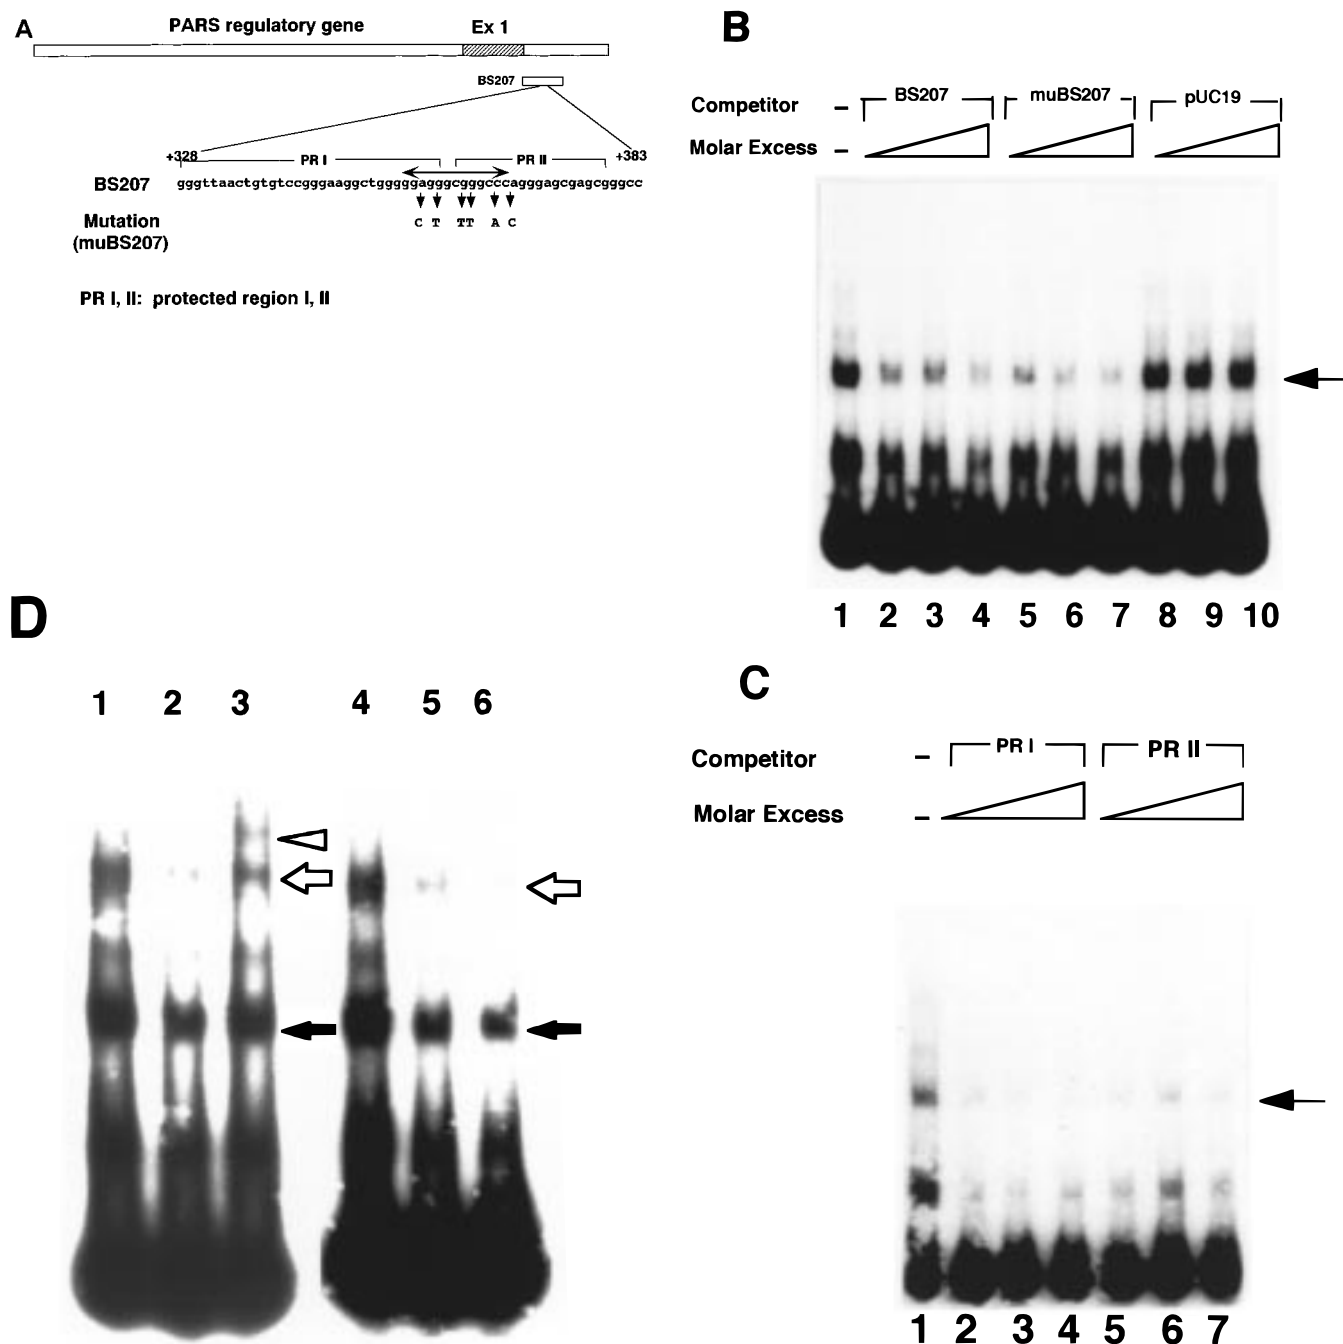 A
PARS regulatory gene Ex 1
BS207
+328 PR I PR II +383
BS207 gggttaactgtgtccgggaaggctgggggagggcgggcccagggagcgagcgggcc
Mutation C T TT A C
(muBS207)
PR I, II: protected region I, II
B
Competitor – BS207 muBS207 pUC19
Molar Excess –
1 2 3 4 5 6 7 8 9 10
C
Competitor – PR I PR II
Molar Excess –
1 2 3 4 5 6 7
D
1 2 3 4 5 6